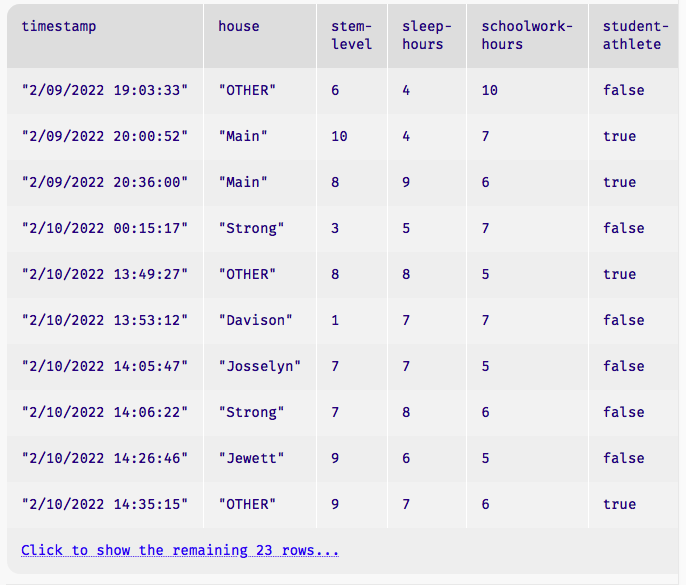 timestamp house stem-level sleep-hours schoolwork-hours student-athlete
"2/09/2022 19:03:33" "OTHER" 6 4 10 false
"2/09/2022 20:00:52" "Main" 10 4 7 true
"2/09/2022 20:36:00" "Main" 8 9 6 true
"2/10/2022 00:15:17" "Strong" 3 5 7 false
"2/10/2022 13:49:27" "OTHER" 8 8 5 true
"2/10/2022 13:53:12" "Davison" 1 7 7 false
"2/10/2022 14:05:47" "Josselyn" 7 7 5 false
"2/10/2022 14:06:22" "Strong" 7 8 6 false
"2/10/2022 14:26:46" "Jewett" 9 6 5 false
"2/10/2022 14:35:15" "OTHER" 9 7 6 true
Click to show the remaining 23 rows...